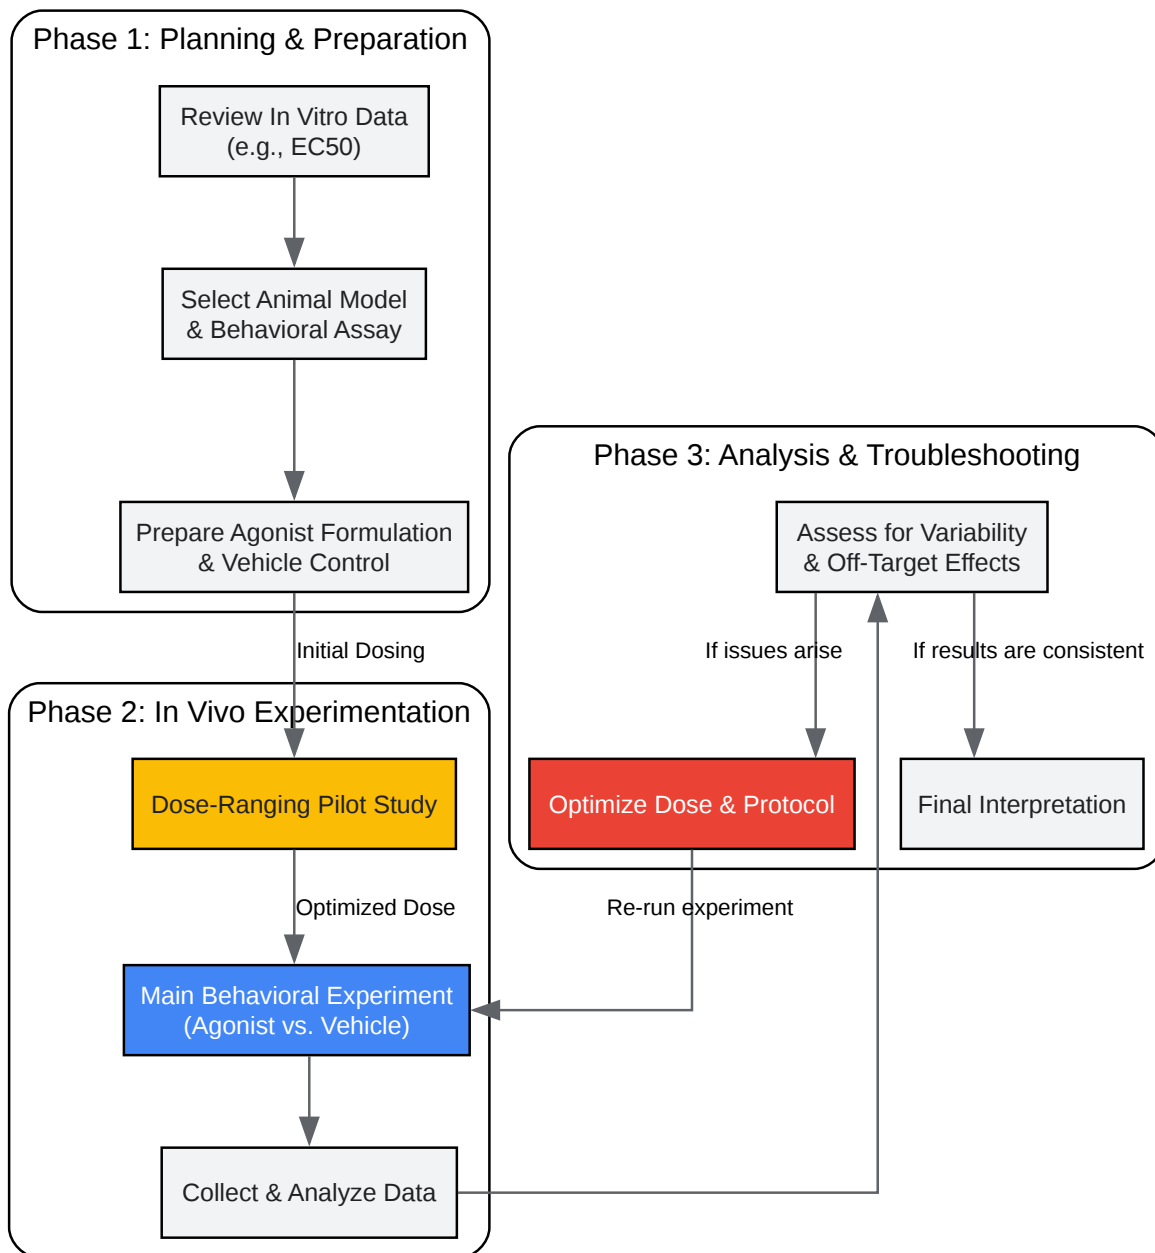 Phase 1: Planning & Preparation
Review In Vitro Data
(e.g., EC50)
Select Animal Model
& Behavioral Assay
Prepare Agonist Formulation
& Vehicle Control
Initial Dosing
Phase 2: In Vivo Experimentation
Dose-Ranging Pilot Study
Optimized Dose
Main Behavioral Experiment
(Agonist vs. Vehicle)
Collect & Analyze Data
Phase 3: Analysis & Troubleshooting
Assess for Variability
& Off-Target Effects
If issues arise
If results are consistent
Optimize Dose & Protocol
Final Interpretation
Re-run experiment